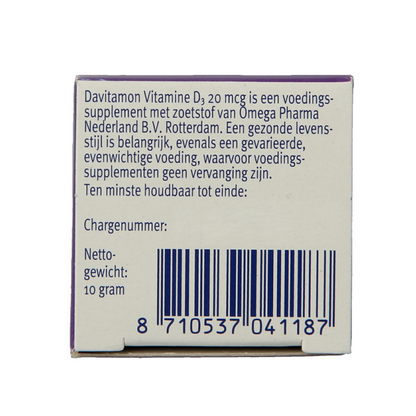 Davitamon Vitamine D₃ 20 mcg is een voedings-
supplement met zoetstof van Omega Pharma
Nederland B.V. Rotterdam. Een gezonde levens-
stijl is belangrijk, evenals een gevarieerde,
evenwichtige voeding, waarvoor voedings-
supplementen geen vervanging zijn.
Ten minste houdbaar tot einde:
Chargenummer:
Netto-
gewicht:
10 gram
8 710537 041187